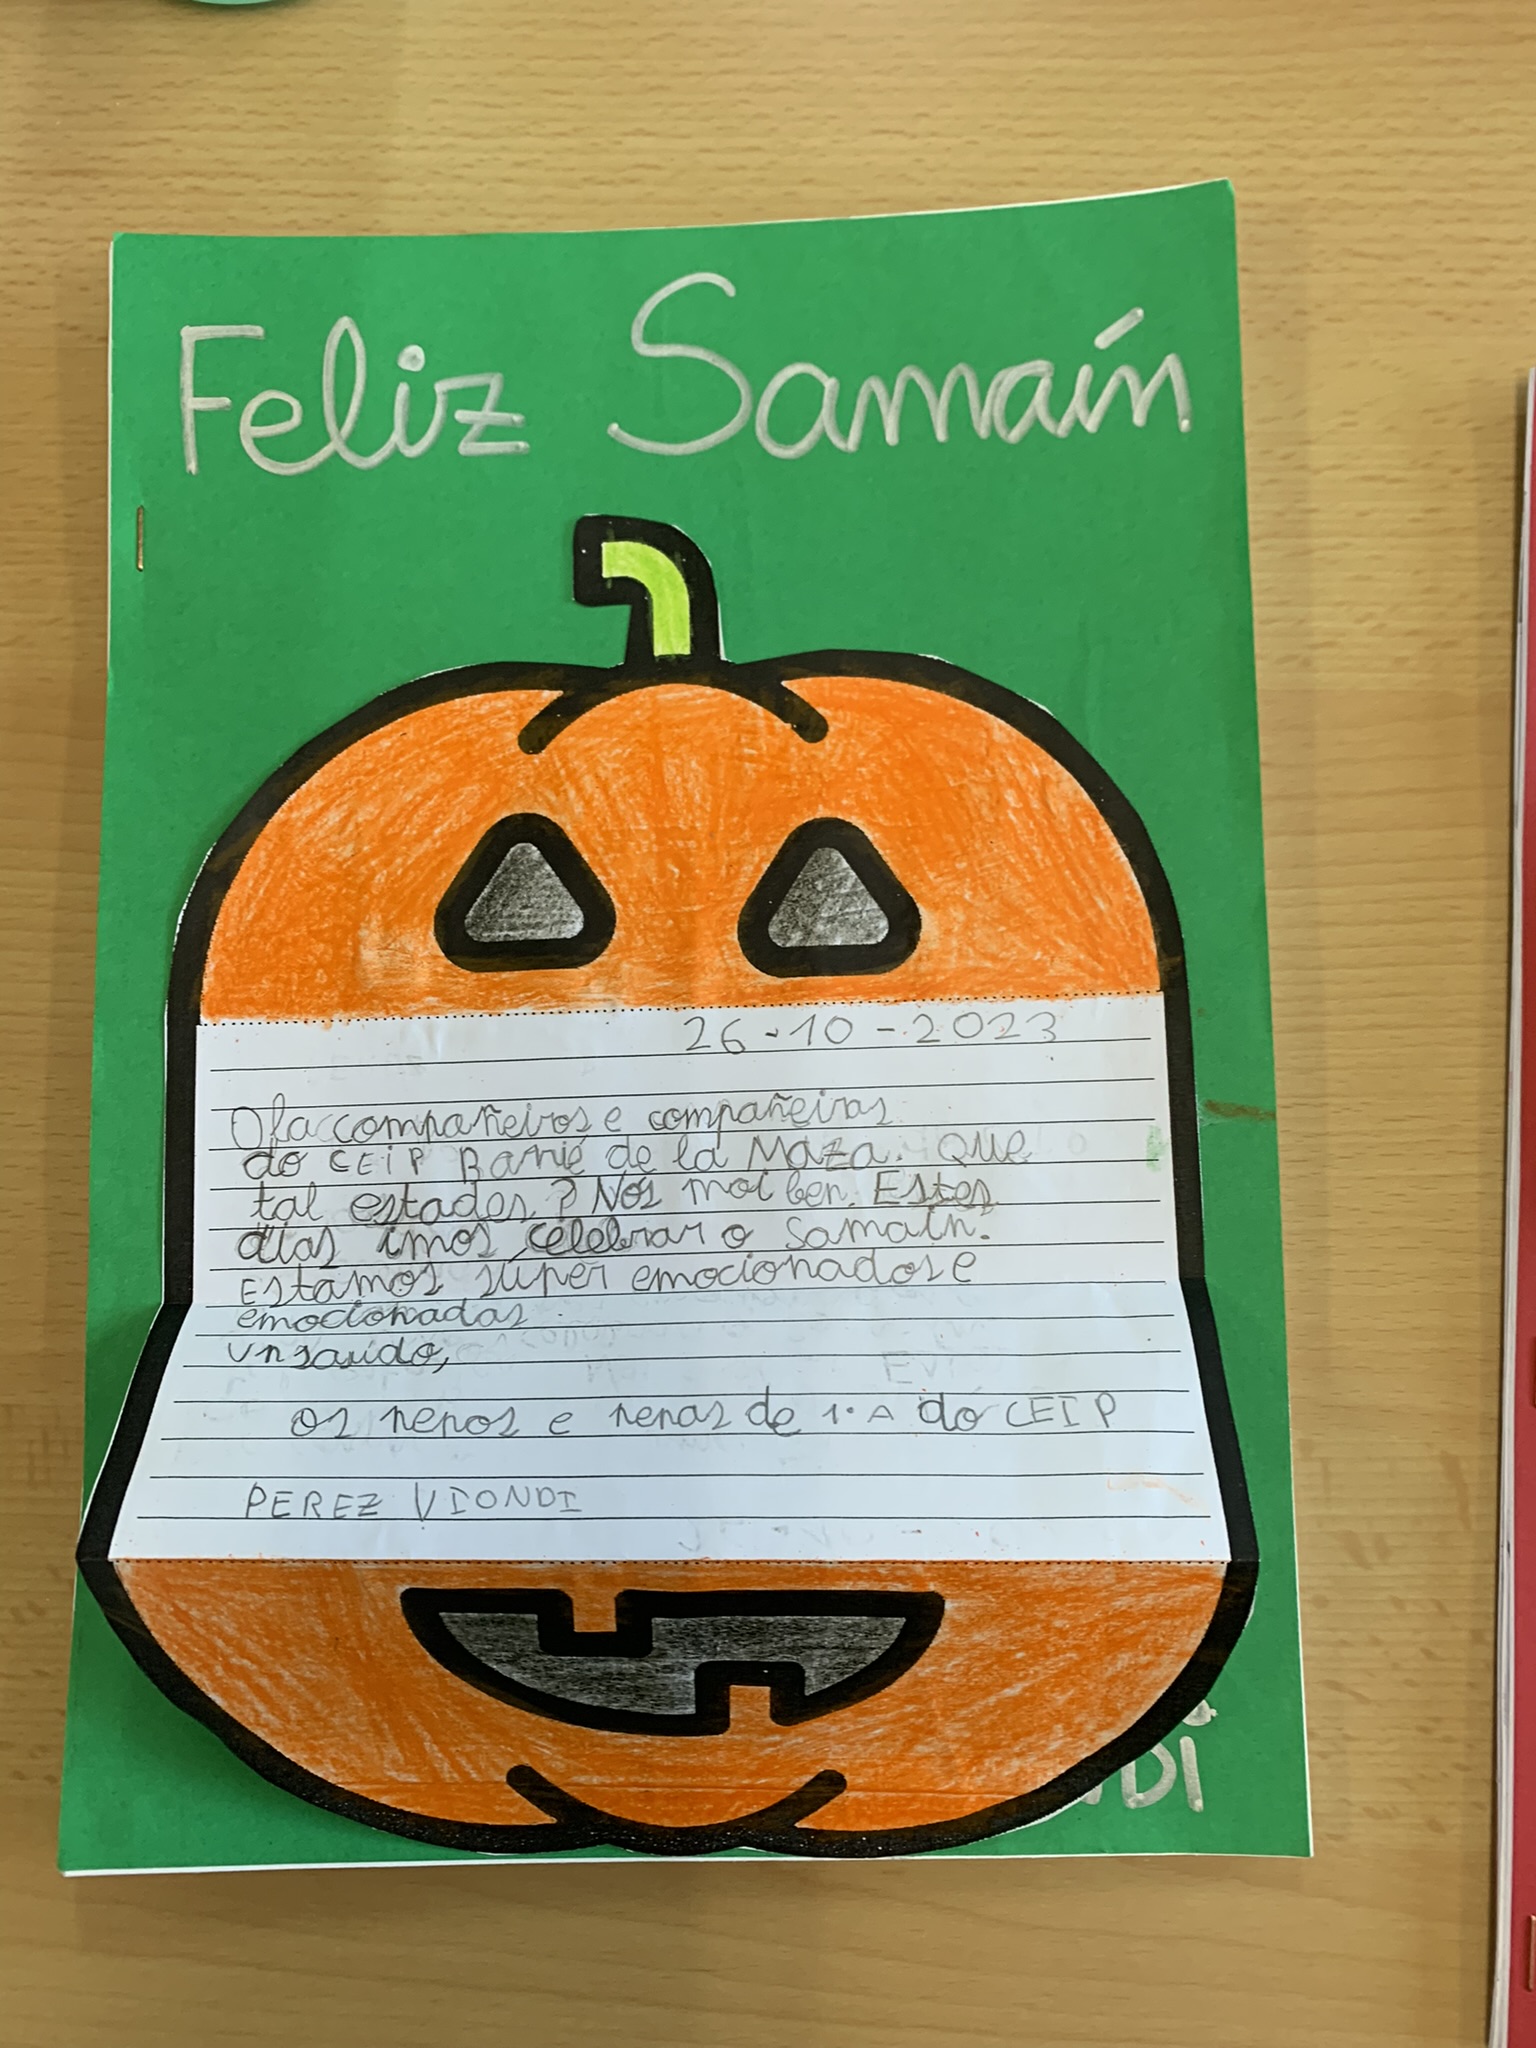 Feliz Samaín
26-10-2023
Ola compañeiros e compañeiras
do CEIP Barrié de la Maza. Que
tal estades? Nós moi ben. Estes
días imos celebrar o Samaín.
Estamos súper emocionados e
emocionadas.
Un saúdo,
os nenos e nenas de 1.º A do CEIP
PEREZ VIONDI
DI